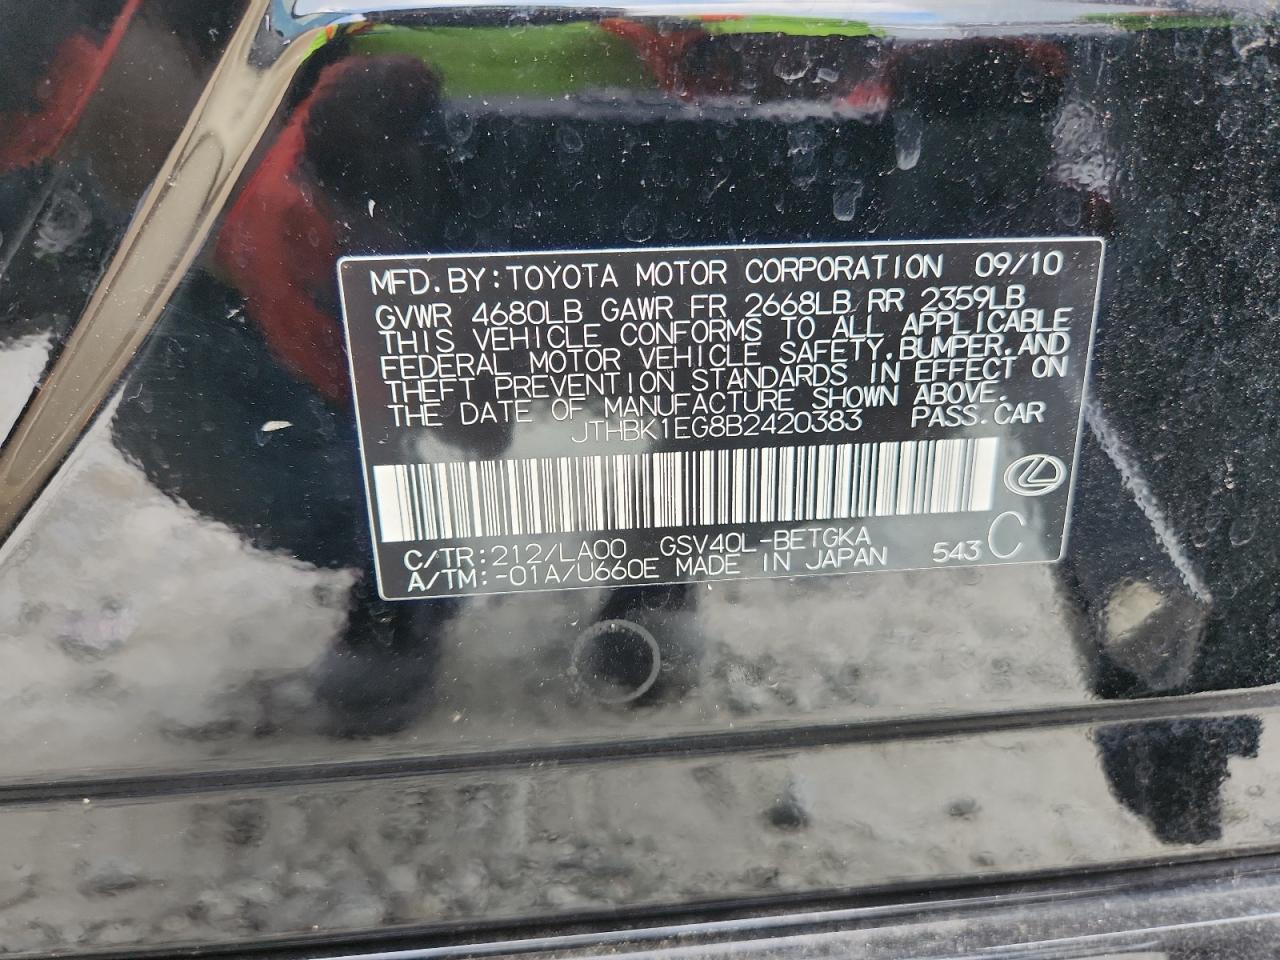 MFD.BY:TOYOTA MOTOR CORPORATION 09/10
GVWR 4680LB GAWR FR 2668LB RR 2359LB
THIS VEHICLE CONFORMS TO ALL APPLICABLE
FEDERAL MOTOR VEHICLE SAFETY,BUMPER,AND
THEFT PREVENTION STANDARDS IN EFFECT ON
THE DATE OF MANUFACTURE SHOWN ABOVE.
JTHBK1EG8B2420383 PASS.CAR
C/TR:212/LA00 GSV40L-BETGKA
A/TM:-01A/U660E MADE IN JAPAN 543 C